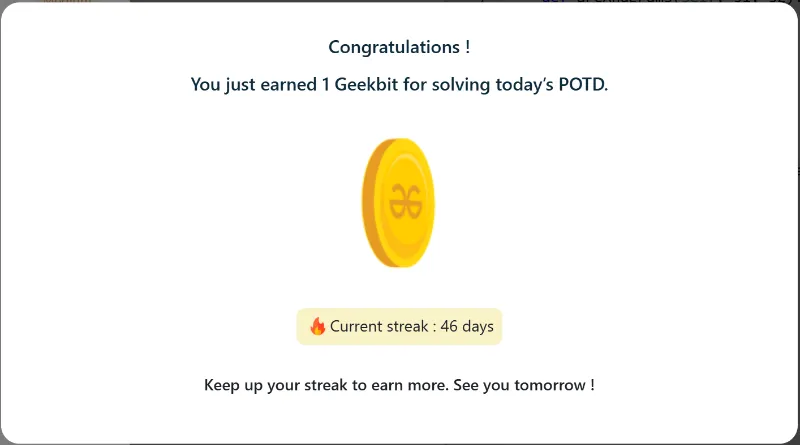 Congratulations !
You just earned 1 Geekbit for solving today's POTD.
Current streak : 46 days
Keep up your streak to earn more. See you tomorrow !